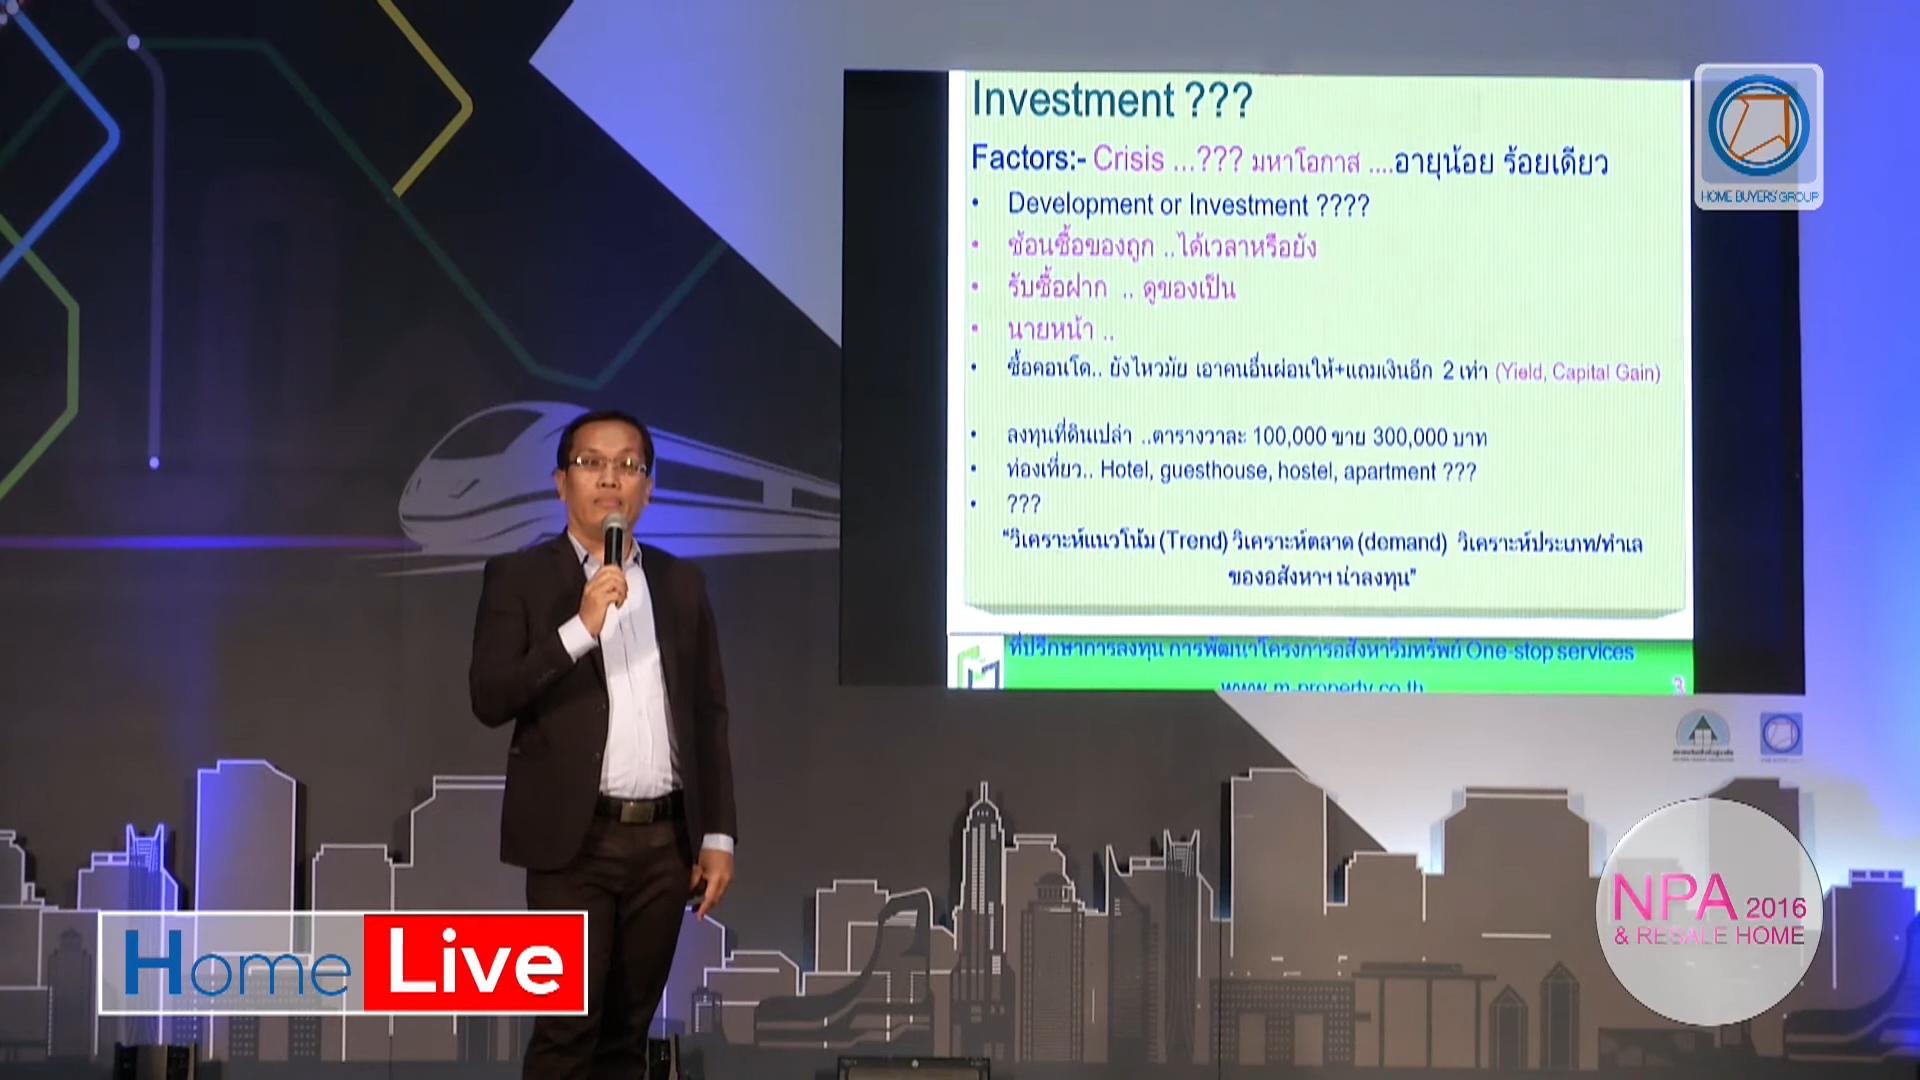 Investment ???
Factors:- Crisis ...??? มหาโอกาส ....อายุน้อย ร้อยเดียว
• Development or Investment ????
• ช้อนซื้อของถูก ..ได้เวลาหรือยัง
• รับซื้อฝาก .. ดูของเป็น
• นายหน้า ..
• ซื้อคอนโด.. ยังไหวมัย เอาคนอื่นผ่อนให้+แถมเงินอีก 2 เท่า (Yield, Capital Gain)
• ลงทุนที่ดินเปล่า ..ตารางวาละ 100,000 ขาย 300,000 บาท
• ท่องเที่ยว.. Hotel, guesthouse, hostel, apartment ???
• ???
"วิเคราะห์แนวโน้ม (Trend) วิเคราะห์ตลาด (demand) วิเคราะห์ประเภท/ทำเล
ของอสังหาฯ น่าลงทุน"
ที่ปรึกษาการลงทุน การพัฒนาโครงการอสังหาริมทรัพย์ One-stop services
www.m-property.co.th
3
HOME BUYERS' GROUP
NPA 2016
& RESALE HOME
Home Live